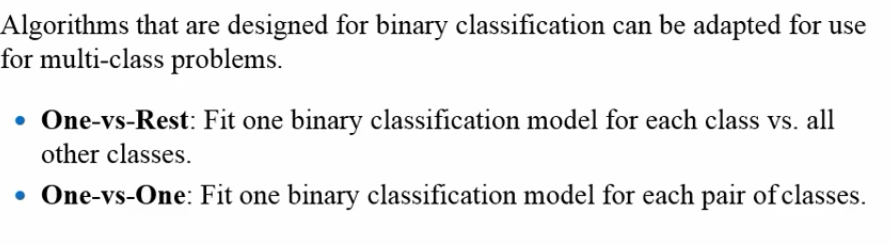 Algorithms that are designed for binary classification can be adapted for use
for multi-class problems.
• One-vs-Rest: Fit one binary classification model for each class vs. all
other classes.
• One-vs-One: Fit one binary classification model for each pair of classes.